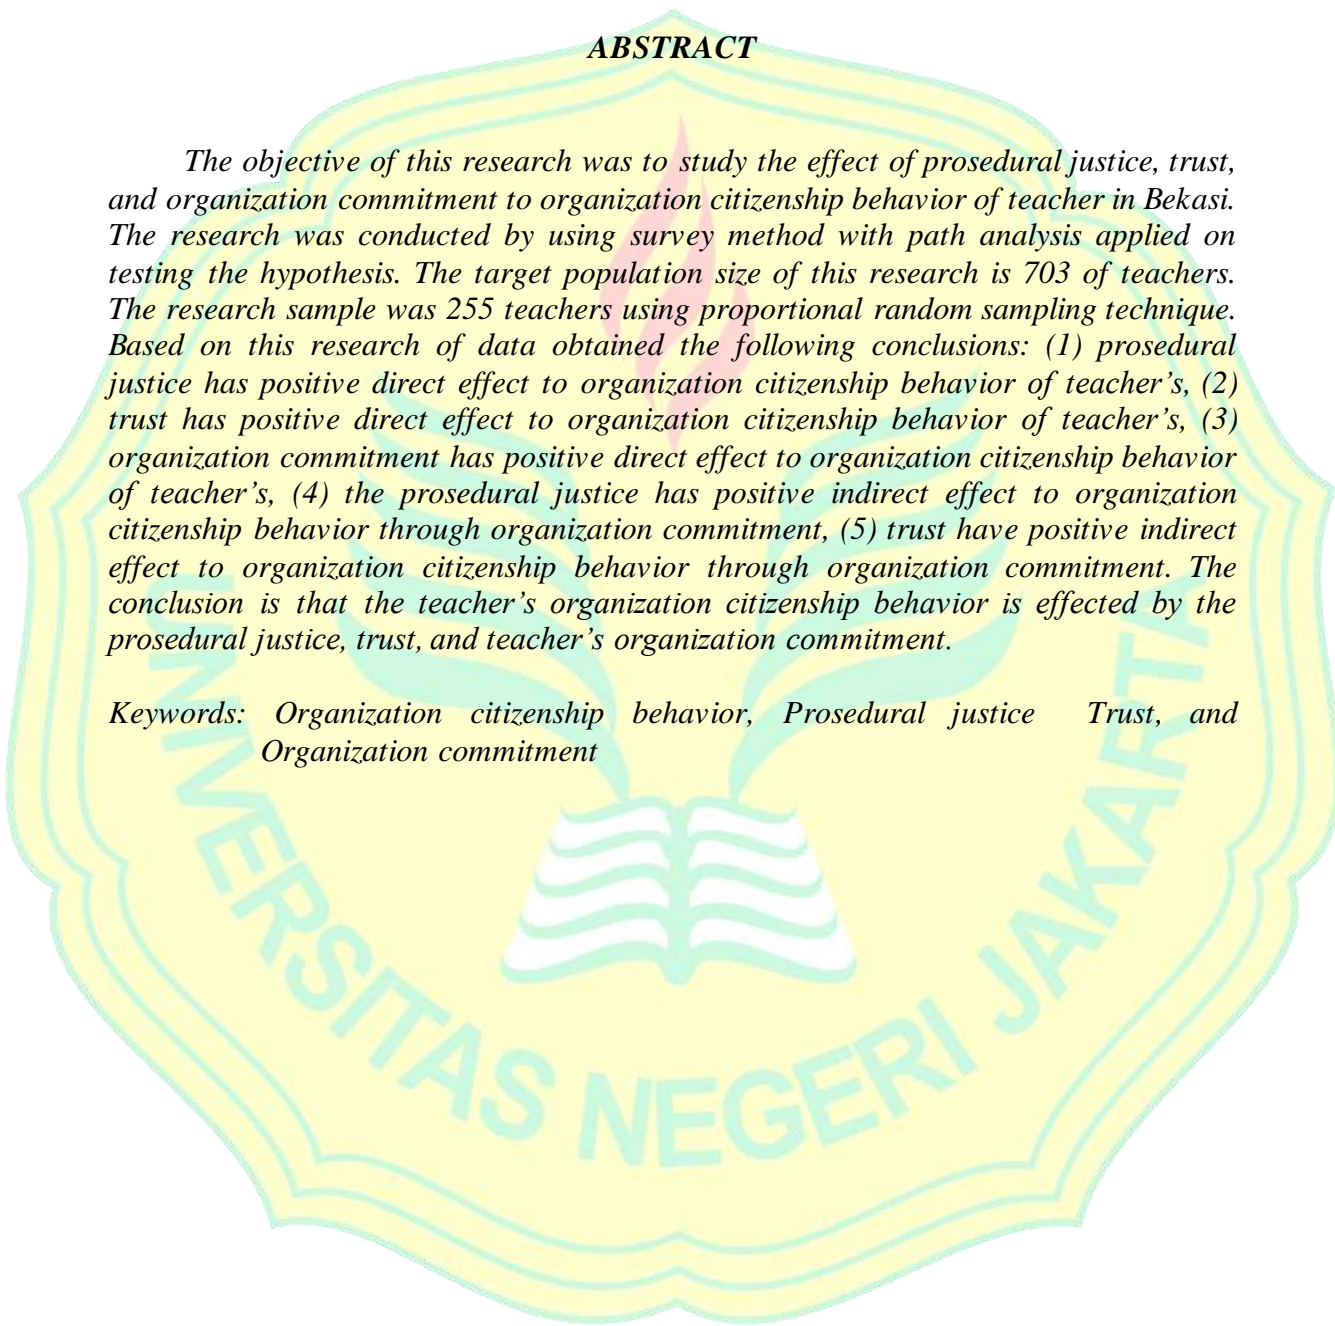 ABSTRACT
The objective of this research was to study the effect of prosedural justice, trust,
and organization commitment to organization citizenship behavior of teacher in Bekasi.
The research was conducted by using survey method with path analysis applied on
testing the hypothesis. The target population size of this research is 703 of teachers.
The research sample was 255 teachers using proportional random sampling technique.
Based on this research of data obtained the following conclusions: (1) prosedural
justice has positive direct effect to organization citizenship behavior of teacher’s, (2)
trust has positive direct effect to organization citizenship behavior of teacher’s, (3)
organization commitment has positive direct effect to organization citizenship behavior
of teacher’s, (4) the prosedural justice has positive indirect effect to organization
citizenship behavior through organization commitment, (5) trust have positive indirect
effect to organization citizenship behavior through organization commitment. The
conclusion is that the teacher’s organization citizenship behavior is effected by the
prosedural justice, trust, and teacher’s organization commitment.
Keywords: Organization citizenship behavior, Prosedural justice Trust, and
Organization commitment
UNIVERSITAS NEGERI JAKARTA